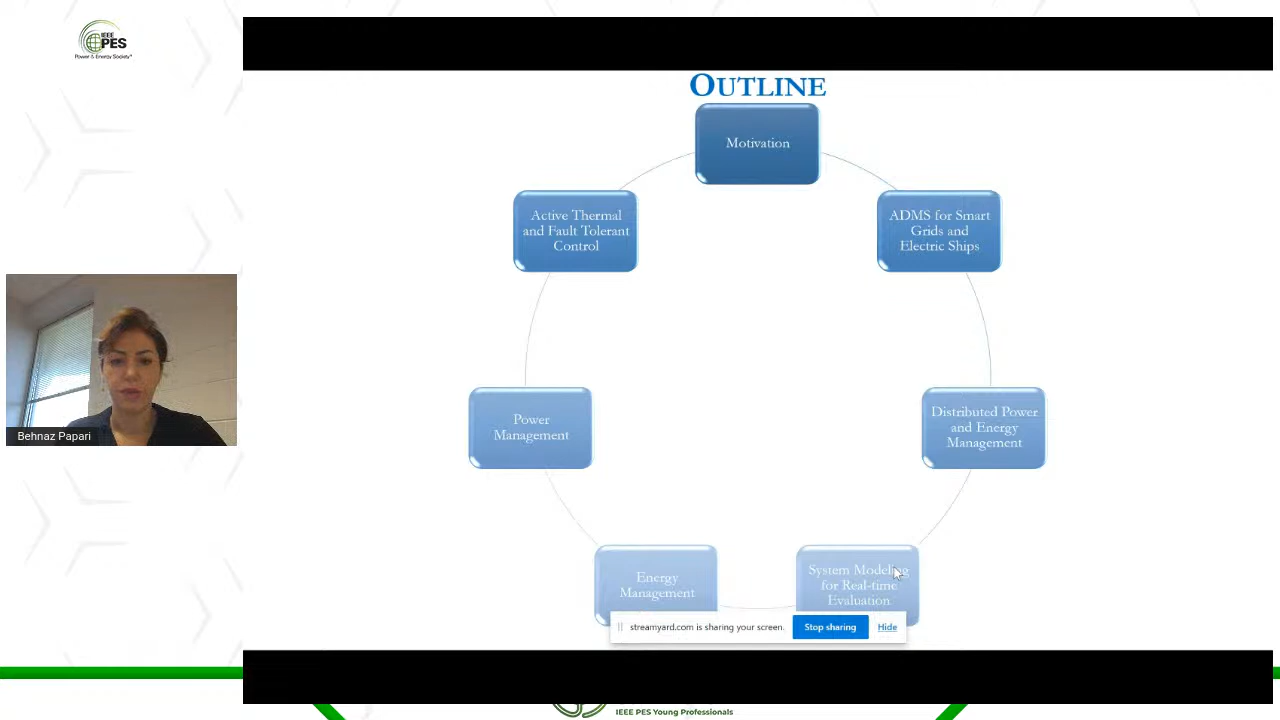 IEEE
PES
Power & Energy Society™
OUTLINE
Motivation
ADMS for Smart
Grids and
Electric Ships
Distributed Power
and Energy
Management
System Modeling
for Real-time
Evaluation
Energy
Management
Power
Management
Active Thermal
and Fault Tolerant
Control
Behnaz Papari
streamyard.com is sharing your screen.
Stop sharing
Hide
IEEE PES Young Professionals